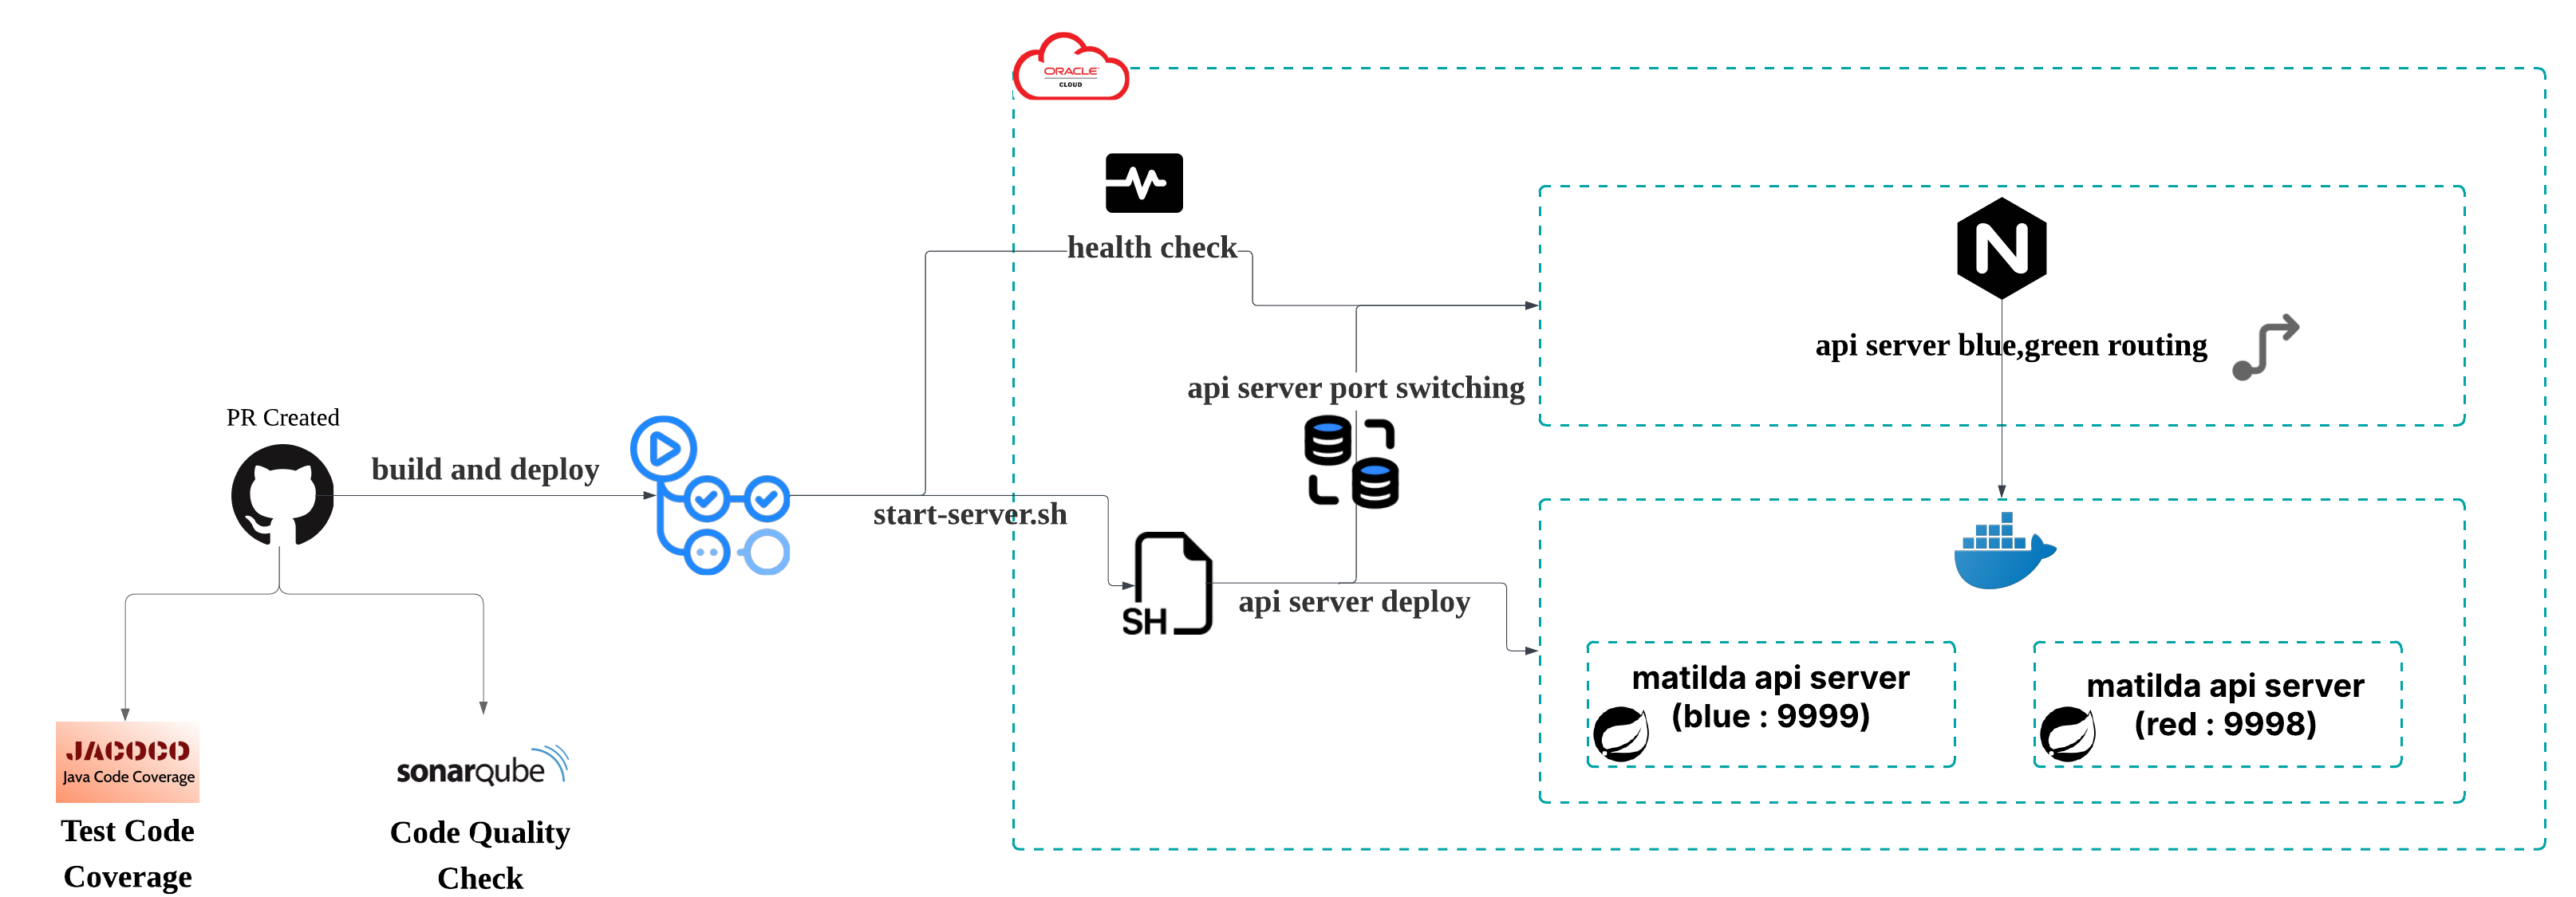 ORACLE
CLOUD
health check
api server blue,green routing
api server port switching
PR Created
build and deploy
start-server.sh
SH
api server deploy
matilda api server
(blue : 9999)
matilda api server
(red : 9998)
JACOCO
Java Code Coverage
Test Code
Coverage
sonarqube
Code Quality
Check